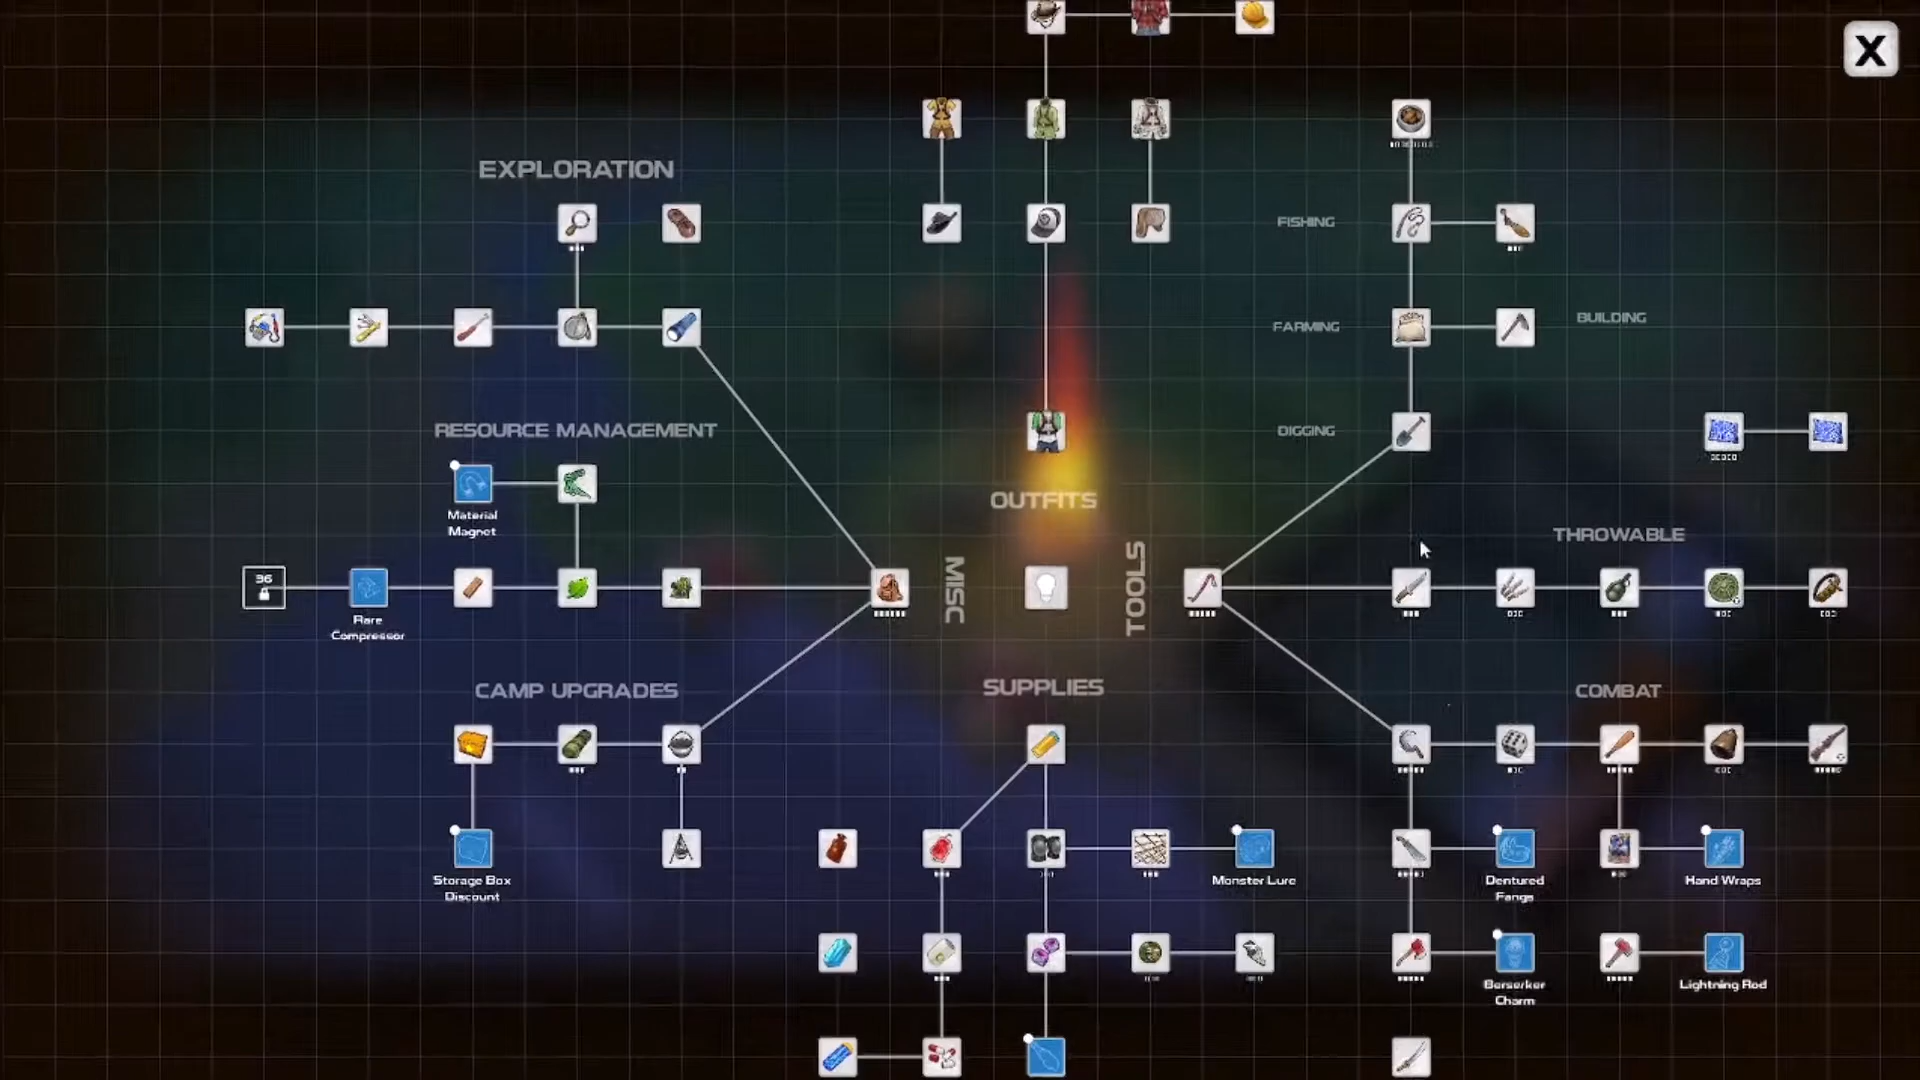 X
EXPLORATION
FISHING
FARMING
BUILDING
RESOURCE MANAGEMENT
DIGGING
OUTFITS
Material
Magnet
THROWABLE
MISC
TOOLS
36
Rare
Compressor
CAMP UPGRADES
SUPPLIES
COMBAT
Storage Box
Discount
Monster Lure
Dentured
Fangs
Hand Wraps
Berserker
Charm
Lightning Rod